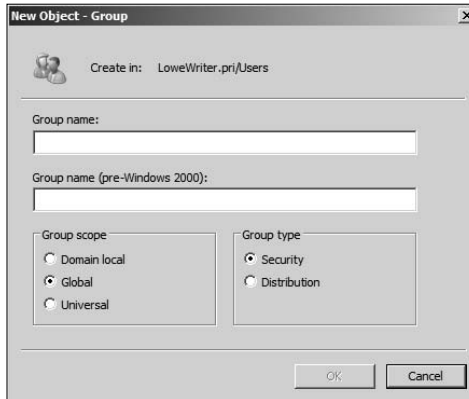 New Object - Group
Create in: LoweWriter.pri/Users
Group name:
Group name (pre-Windows 2000):
Group scope
Domain local
Global
Universal
Group type
Security
Distribution
OK
Cancel